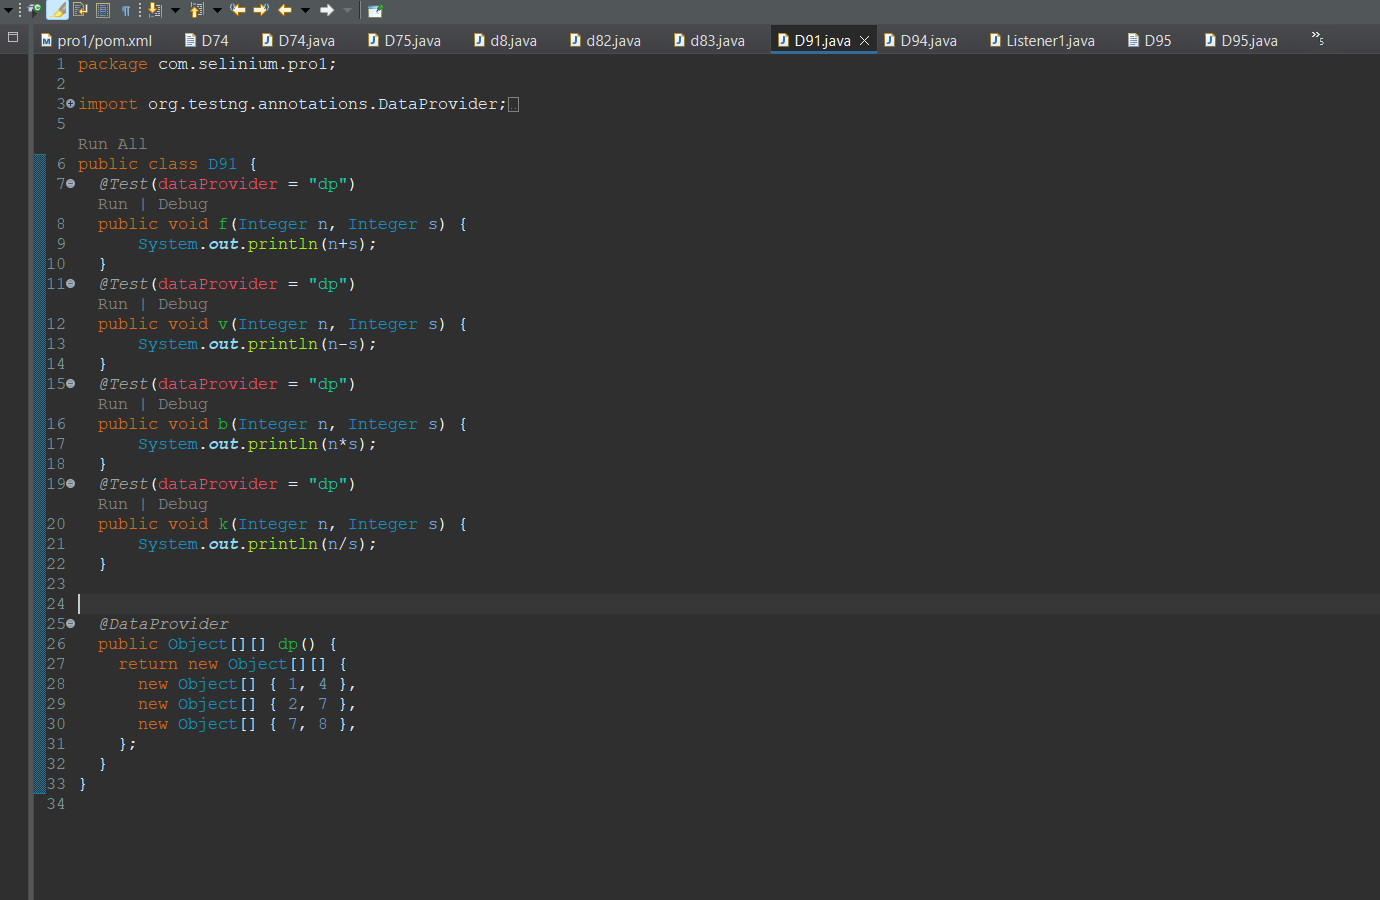 pro1/pom.xml D74 D74.java D75.java d8.java d82.java d83.java D91.java D94.java Listener1.java D95 D95.java »5
1 package com.selinium.pro1;
2
3 import org.testng.annotations.DataProvider;
5
Run All
6 public class D91 {
7 @Test(dataProvider = "dp")
Run | Debug
8 public void f(Integer n, Integer s) {
9 System.out.println(n+s);
10 }
11 @Test(dataProvider = "dp")
Run | Debug
12 public void v(Integer n, Integer s) {
13 System.out.println(n-s);
14 }
15 @Test(dataProvider = "dp")
Run | Debug
16 public void b(Integer n, Integer s) {
17 System.out.println(n*s);
18 }
19 @Test(dataProvider = "dp")
Run | Debug
20 public void k(Integer n, Integer s) {
21 System.out.println(n/s);
22 }
23
24
25 @DataProvider
26 public Object[][] dp() {
27 return new Object[][] {
28 new Object[] { 1, 4 },
29 new Object[] { 2, 7 },
30 new Object[] { 7, 8 },
31 };
32 }
33 }
34